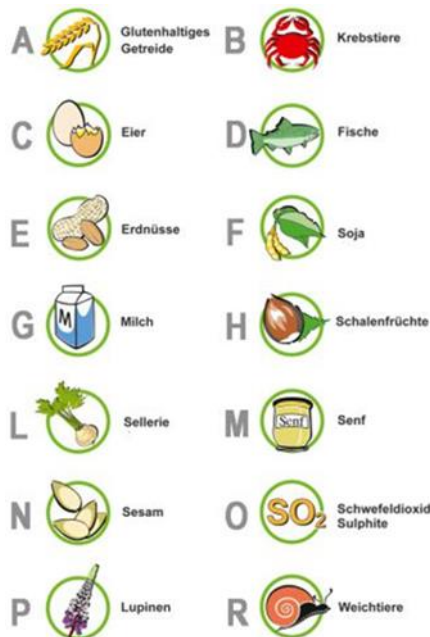 A Glutenhaltiges
Getreide
B Krebstiere
C Eier
D Fische
E Erdnüsse
F Soja
G M Milch
H Schalenfrüchte
L Sellerie
M Senf Senf
N Sesam
O SO2 Schwefeldioxid
Sulphite
P Lupinen
R Weichtiere